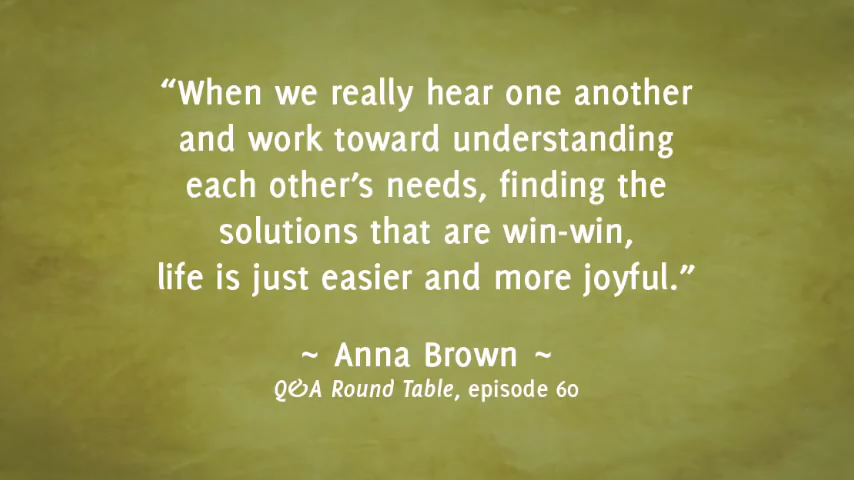 “When we really hear one another
and work toward understanding
each other’s needs, finding the
solutions that are win-win,
life is just easier and more joyful.”
~ Anna Brown ~
Q&A Round Table, episode 60